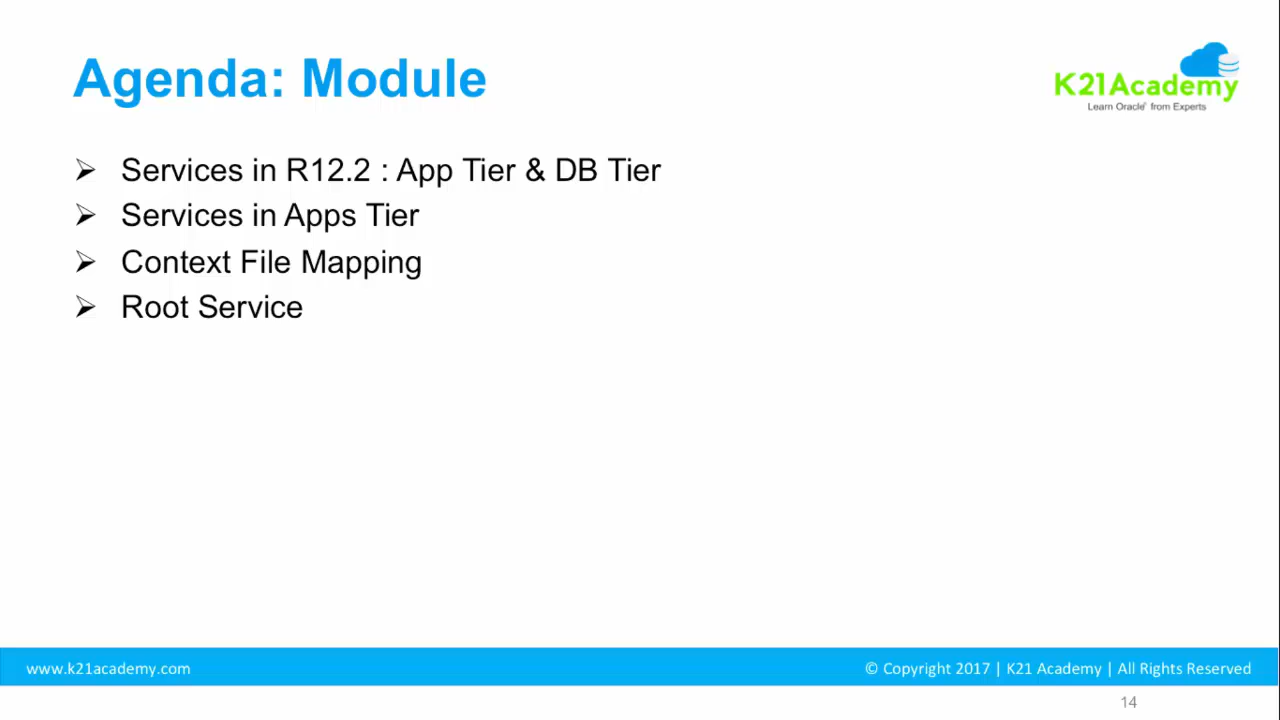 Agenda: Module
K21Academy
Learn Oracle from Experts
Services in R12.2 : App Tier & DB Tier
Services in Apps Tier
Context File Mapping
Root Service
www.k21academy.com
© Copyright 2017 | K21 Academy | All Rights Reserved
14